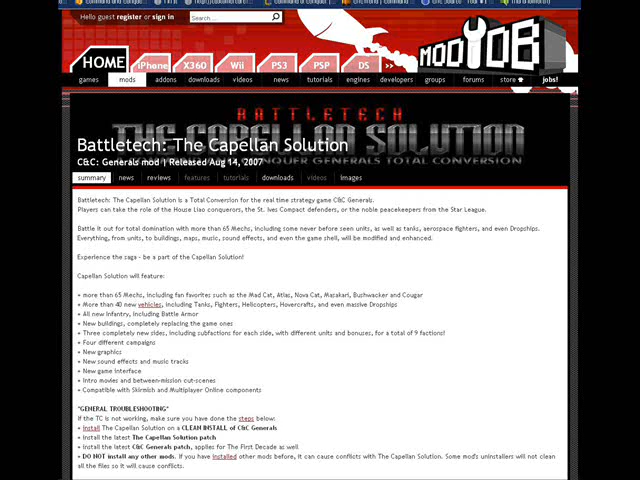 Hello guest register or sign in
Search ...
MODDB
HOME iPhone X360 Wii PS3 PSP DS >>
games mods addons downloads videos news tutorials engines developers groups forums store jobs!
BATTLETECH
THE CAPELLAN SOLUTION
CONQUER GENERALS TOTAL CONVERSION
Battletech: The Capellan Solution
C&C: Generals mod | Released Aug 14, 2007
summary news reviews features tutorials downloads videos images
Battletech: The Capellan Solution is a Total Conversion for the real time strategy game C&C Generals.
Players can take the role of the House Liao conquerors, the St. Ives Compact defenders, or the noble peacekeepers from the Star League.
Battle it out for total domination with more than 65 Mechs, including some never before seen units, as well as tanks, aerospace fighters, and even Dropships.
Everything, from units, to buildings, maps, music, sound effects, and even the game shell, will be modified and enhanced.
Experience the saga - be a part of the Capellan Solution!
Capellan Solution will feature:
+ more than 65 Mechs, including fan favorites such as the Mad Cat, Atlas, Nova Cat, Masakari, Bushwacker and Cougar
+ More than 40 new vehicles, including Tanks, Fighters, Helicopters, Hovercrafts, and even massive Dropships
+ All new Infantry, including Battle Armor
+ New buildings, completely replacing the game ones
+ Three completely new sides, including subfactions for each side, with different units and bonuses, for a total of 9 factions!
+ Four different campaigns
+ New graphics
+ New sound effects and music tracks
+ New game interface
+ Intro movies and between-mission cut-scenes
+ Compatible with Skirmish and Multiplayer Online components
*GENERAL TROUBLESHOOTING*
If the TC is not working, make sure you have done the steps below:
+ Install The Capellan Solution on a CLEAN INSTALL of C&C Generals
+ Install the latest The Capellan Solution patch
+ Install the latest C&C Generals patch, applies for The First Decade as well
+ DO NOT install any other mods. If you have installed other mods before, it can cause conflicts with The Capellan Solution. Some mod's uninstallers will not clean
all the files so it will cause conflicts.